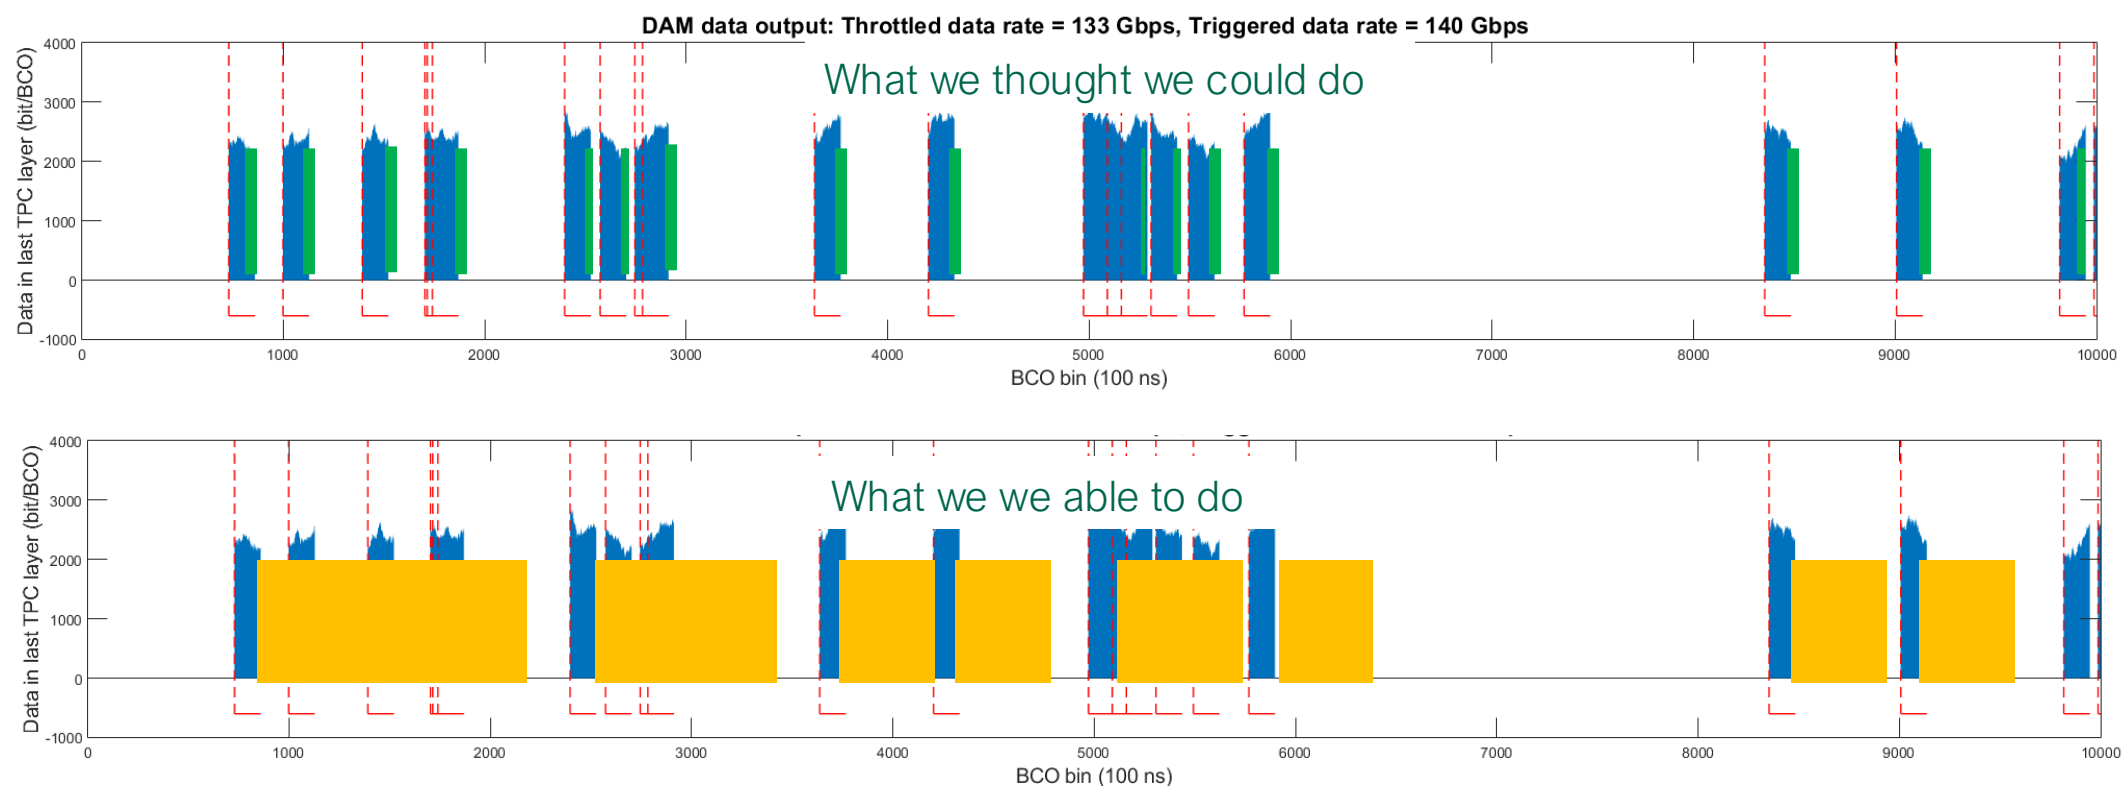 DAM data output: Throttled data rate = 133 Gbps, Triggered data rate = 140 Gbps
What we thought we could do
Data in last TPC layer (bit/BCO)
4000
3000
2000
1000
0
-1000
0 1000 2000 3000 4000 5000 6000 7000 8000 9000 10000
BCO bin (100 ns)
What we we able to do
Data in last TPC layer (bit/BCO)
4000
3000
2000
1000
0
-1000
0 1000 2000 3000 4000 5000 6000 7000 8000 9000 10000
BCO bin (100 ns)